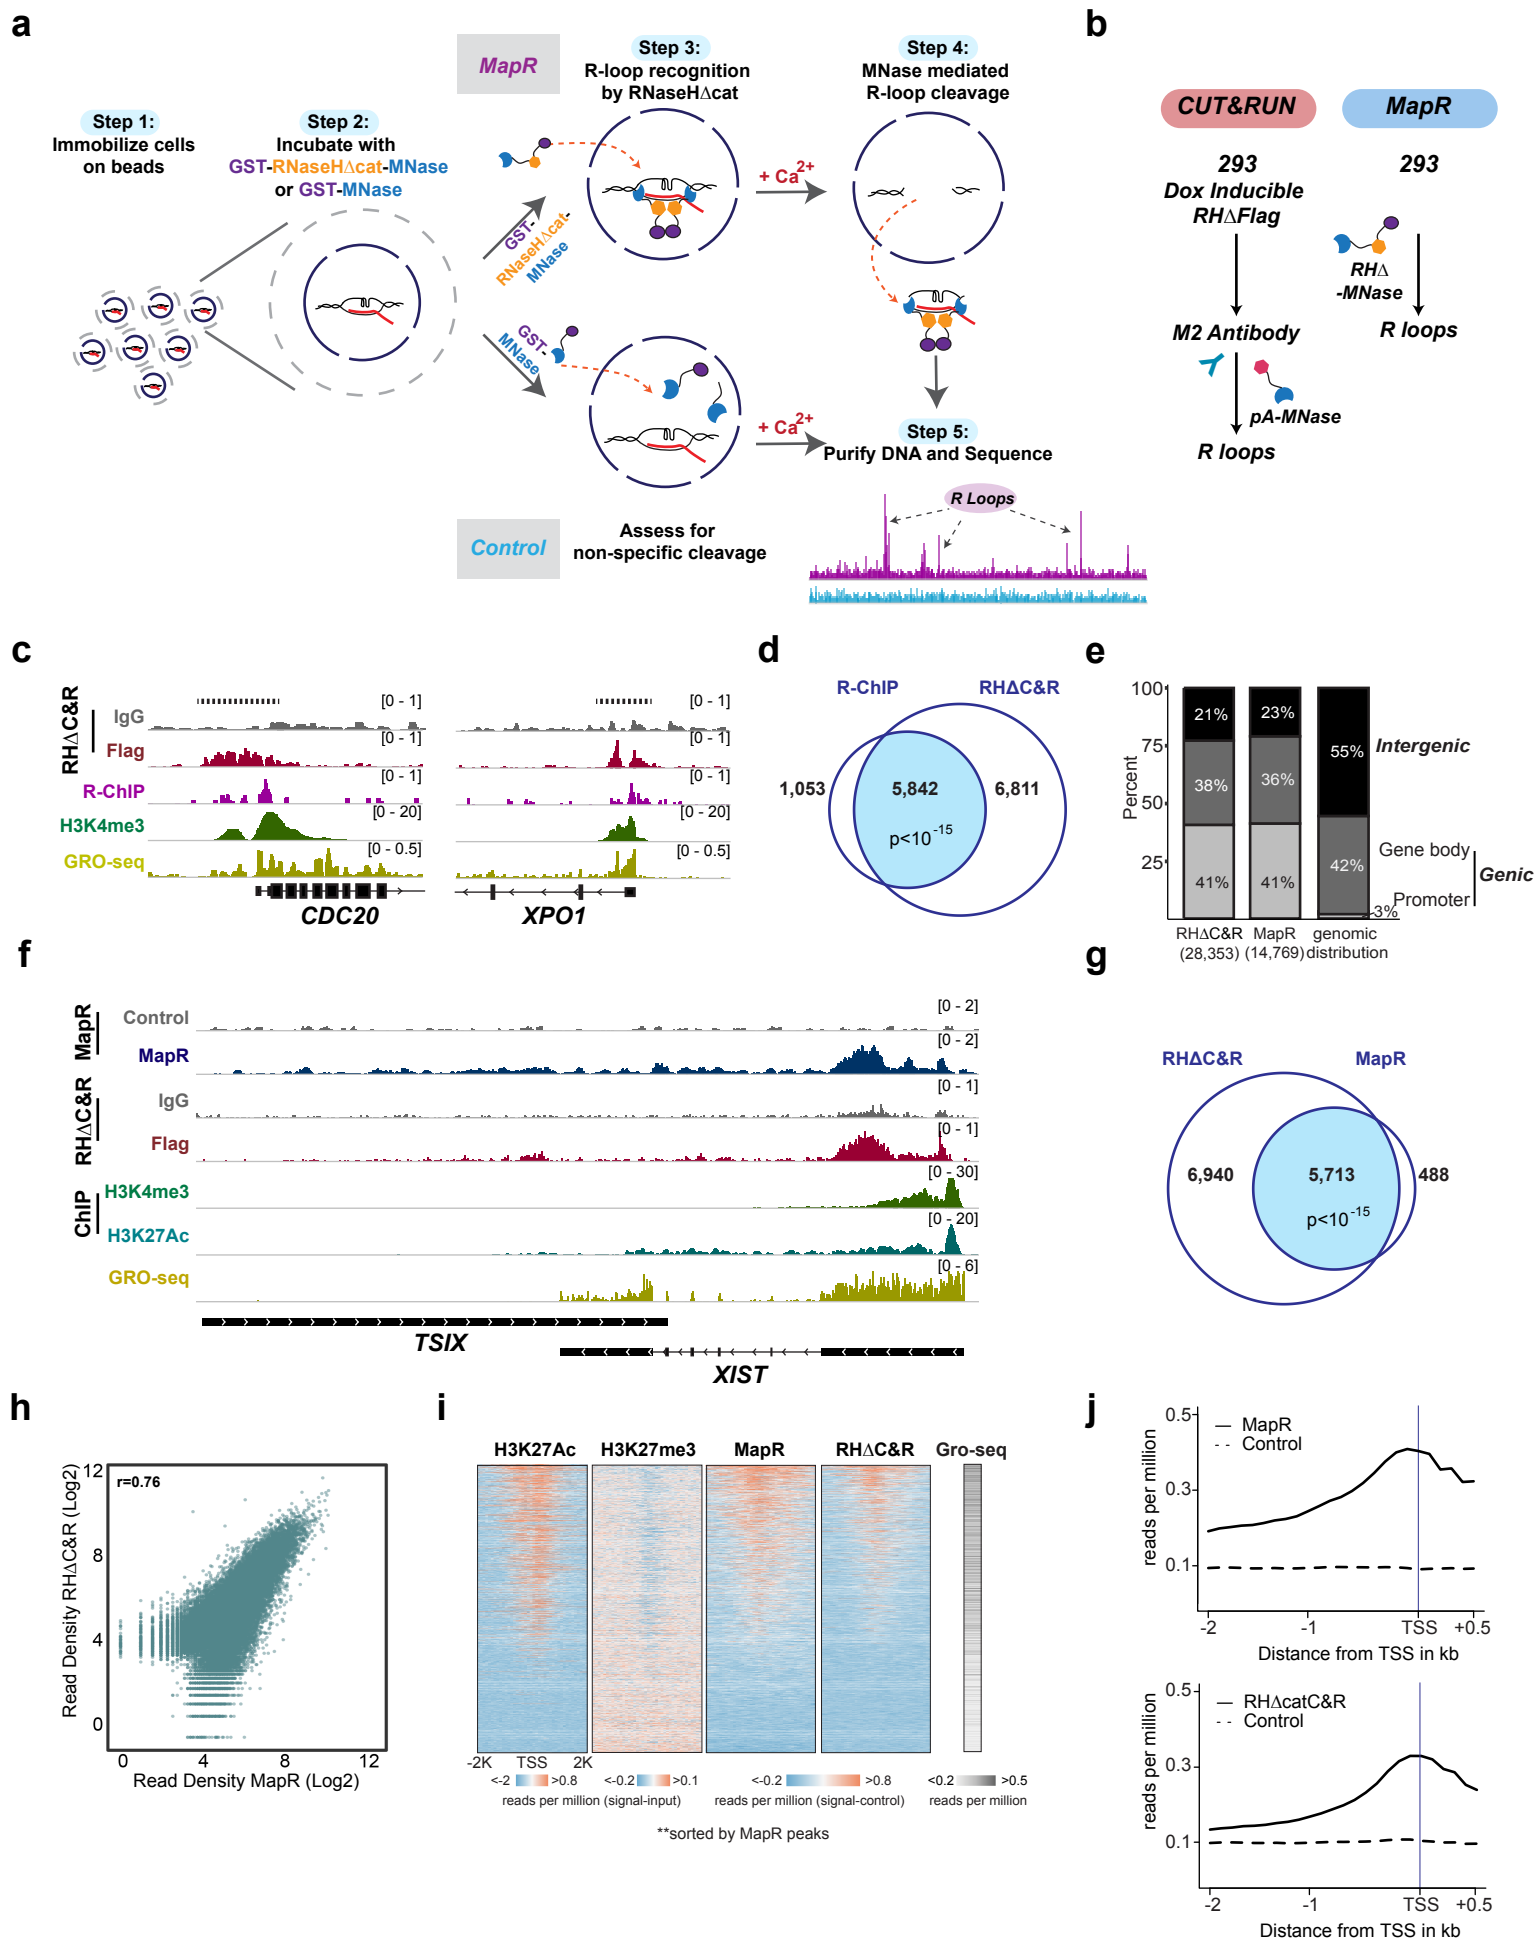 a
MapR
Step 1:
Immobilize cells
on beads
Step 2:
Incubate with
GST-RNaseHΔcat-MNase
or GST-MNase
Step 3:
R-loop recognition
by RNaseHΔcat
Step 4:
MNase mediated
R-loop cleavage
GST-
RNaseHΔcat-
MNase
+ Ca2+
GST-
MNase
+ Ca2+
Step 5:
Purify DNA and Sequence
R Loops
Control
Assess for
non-specific cleavage
b
CUT&RUN
MapR
293
Dox Inducible
RHΔFlag
M2 Antibody
pA-MNase
R loops
293
RHΔ
-MNase
R loops
c
RHΔC&R
IgG
Flag
R-ChIP
H3K4me3
GRO-seq
[0 - 1]
[0 - 1]
[0 - 1]
[0 - 20]
[0 - 0.5]
CDC20
[0 - 1]
[0 - 1]
[0 - 1]
[0 - 20]
[0 - 0.5]
XPO1
d
R-ChIP
RHΔC&R
1,053
5,842
6,811
p<10-15
e
Percent
100
75
50
25
21%
38%
41%
23%
36%
41%
55%
42%
3%
Intergenic
Gene body
Promoter
Genic
RHΔC&R
(28,353)
MapR
(14,769)
genomic
distribution
f
MapR
Control
[0 - 2]
MapR
[0 - 2]
RHΔC&R
IgG
[0 - 1]
Flag
[0 - 1]
ChIP
H3K4me3
[0 - 30]
H3K27Ac
[0 - 20]
GRO-seq
[0 - 6]
TSIX
XIST
g
RHΔC&R
MapR
6,940
5,713
488
p<10-15
h
r=0.76
Read Density RHΔC&R (Log2)
12
8
4
0
0
4
8
12
Read Density MapR (Log2)
i
H3K27Ac
H3K27me3
MapR
RHΔC&R
Gro-seq
-2K
TSS
2K
<-2
>0.8
<-0.2
>0.1
reads per million (signal-input)
<-0.2
>0.8
reads per million (signal-control)
<0.2
>0.5
reads per million
**sorted by MapR peaks
j
reads per million
0.5
0.3
0.1
MapR
Control
-2
-1
TSS
+0.5
Distance from TSS in kb
reads per million
0.5
0.3
0.1
RHΔcatC&R
Control
-2
-1
TSS
+0.5
Distance from TSS in kb